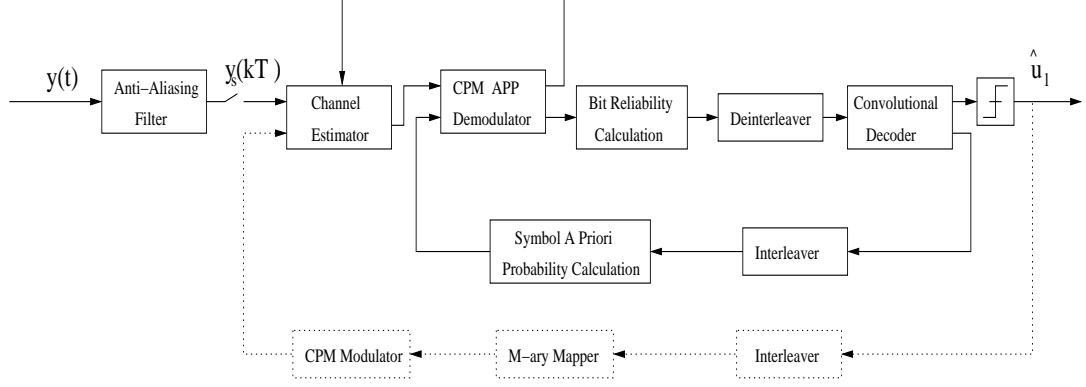 y(t)
Anti-Aliasing
Filter
y_s(kT )
Channel
Estimator
CPM APP
Demodulator
Bit Reliability
Calculation
Deinterleaver
Convolutional
Decoder
û_l
Symbol A Priori
Probability Calculation
Interleaver
CPM Modulator
M-ary Mapper
Interleaver